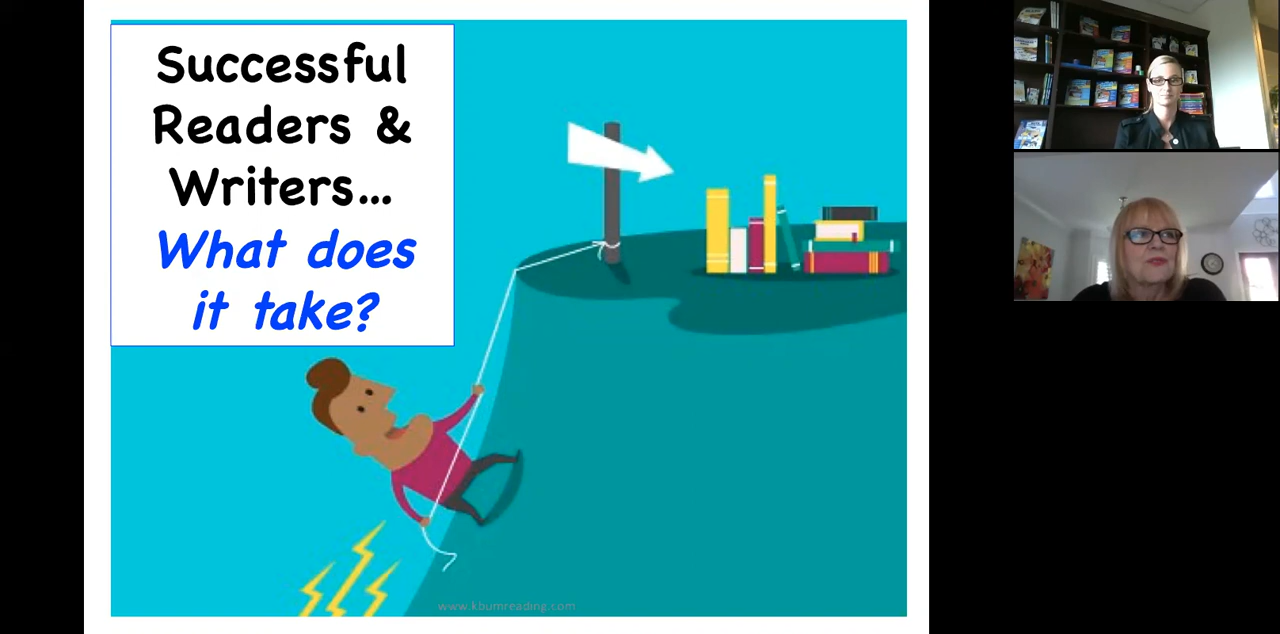 Successful
Readers &
Writers...
What does
it take?
www.kbumreading.com